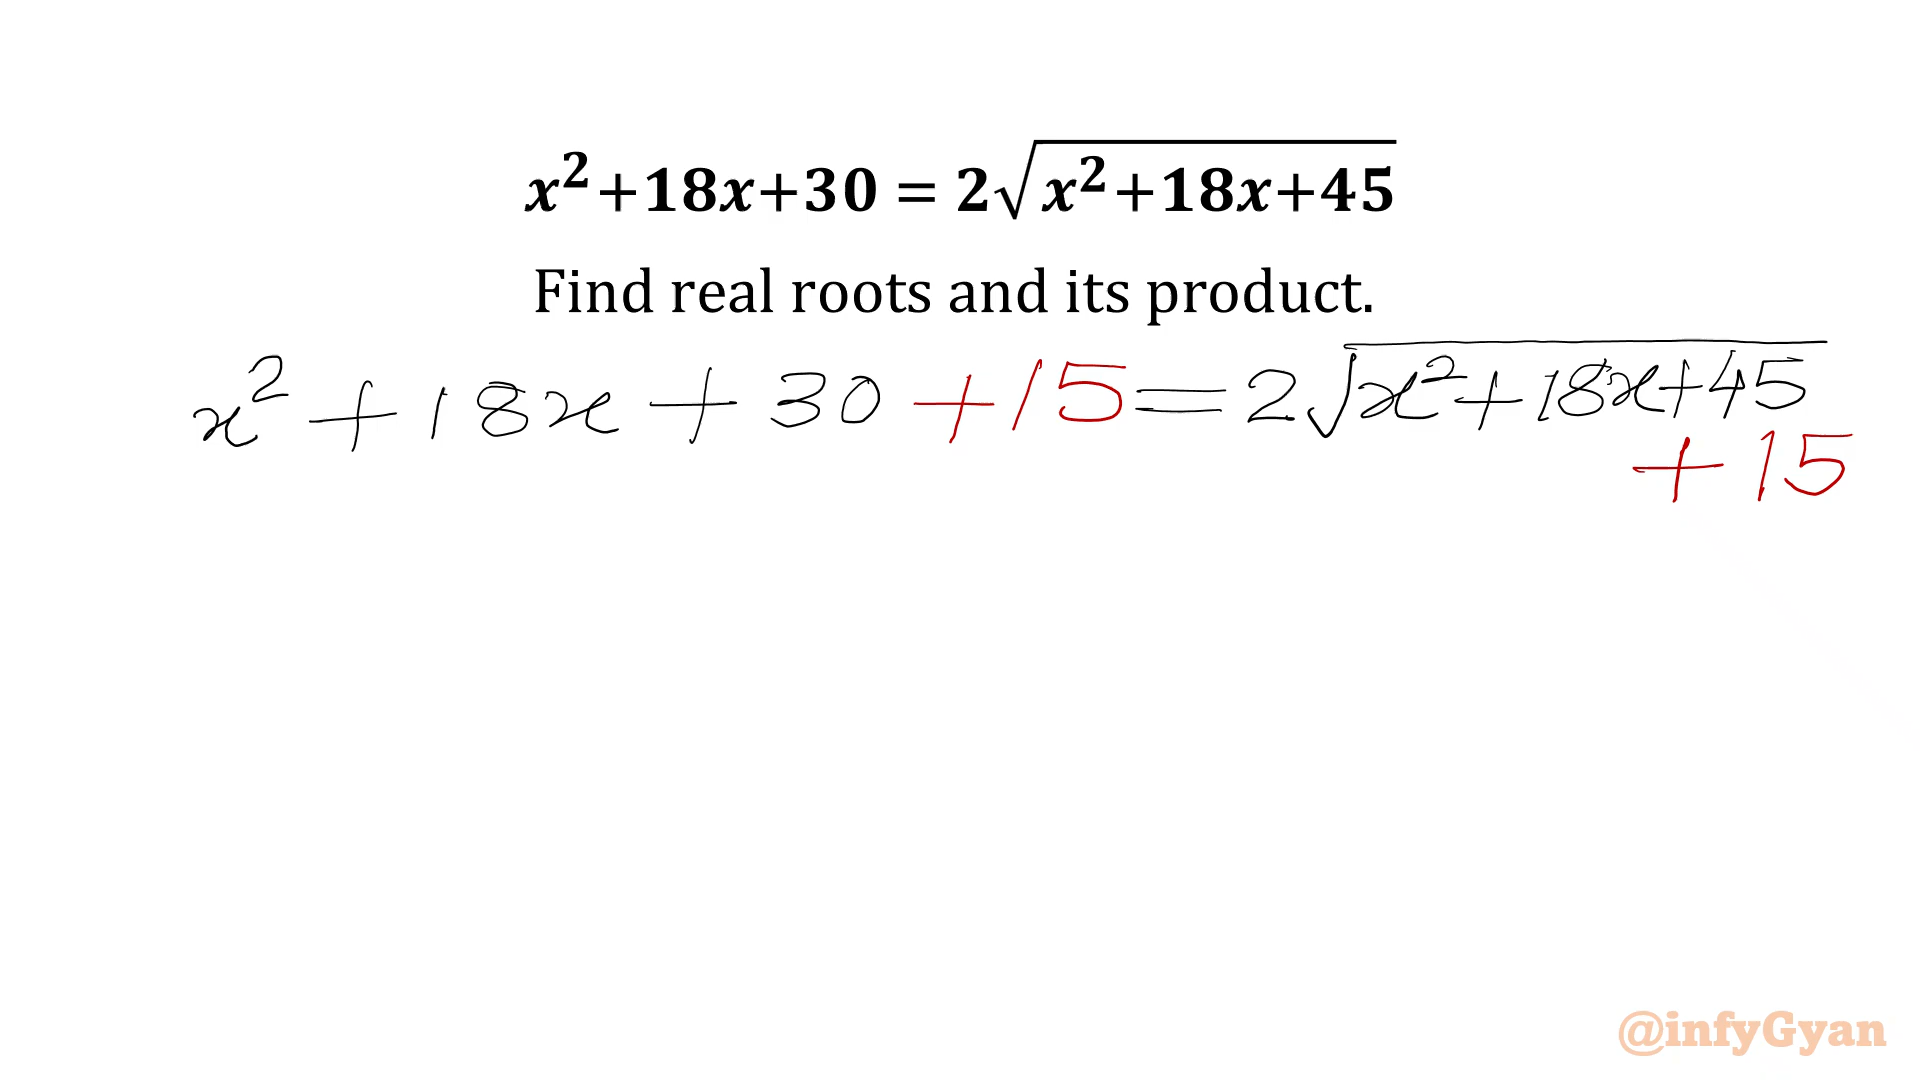 x²+18x+30 = 2√x²+18x+45
Find real roots and its product.
x² + 18x + 30 + 15 = 2√x² + 18x + 45
+ 15
@infyGyan